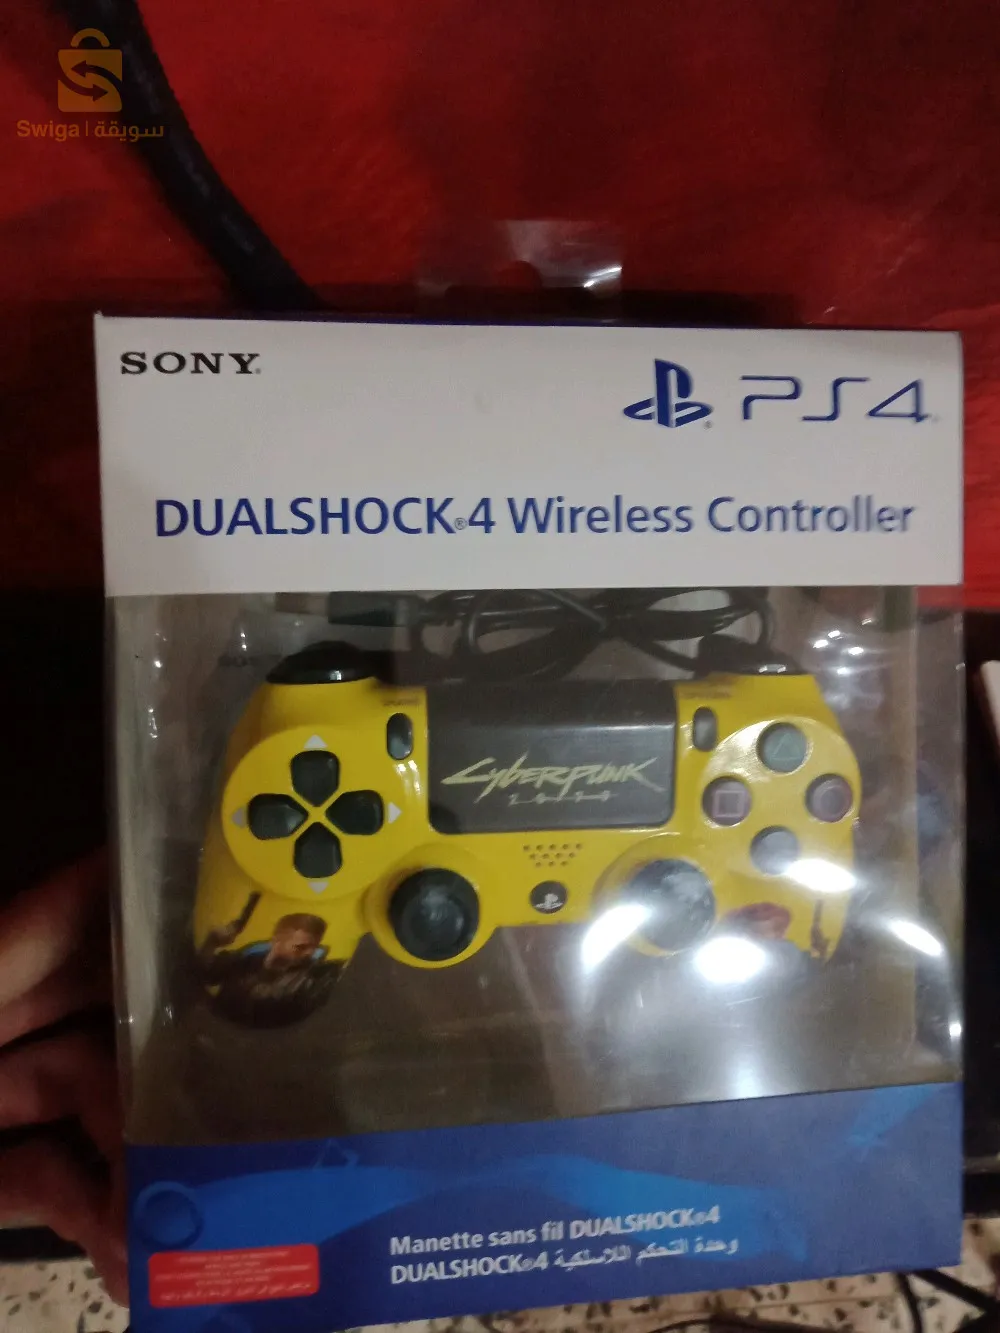 Swiga | سويقة
SONY
PS4
DUALSHOCK®4 Wireless Controller
CYBERPUNK
Manette sans fil DUALSHOCK®4
وحدة التحكم اللاسلكية DUALSHOCK®4